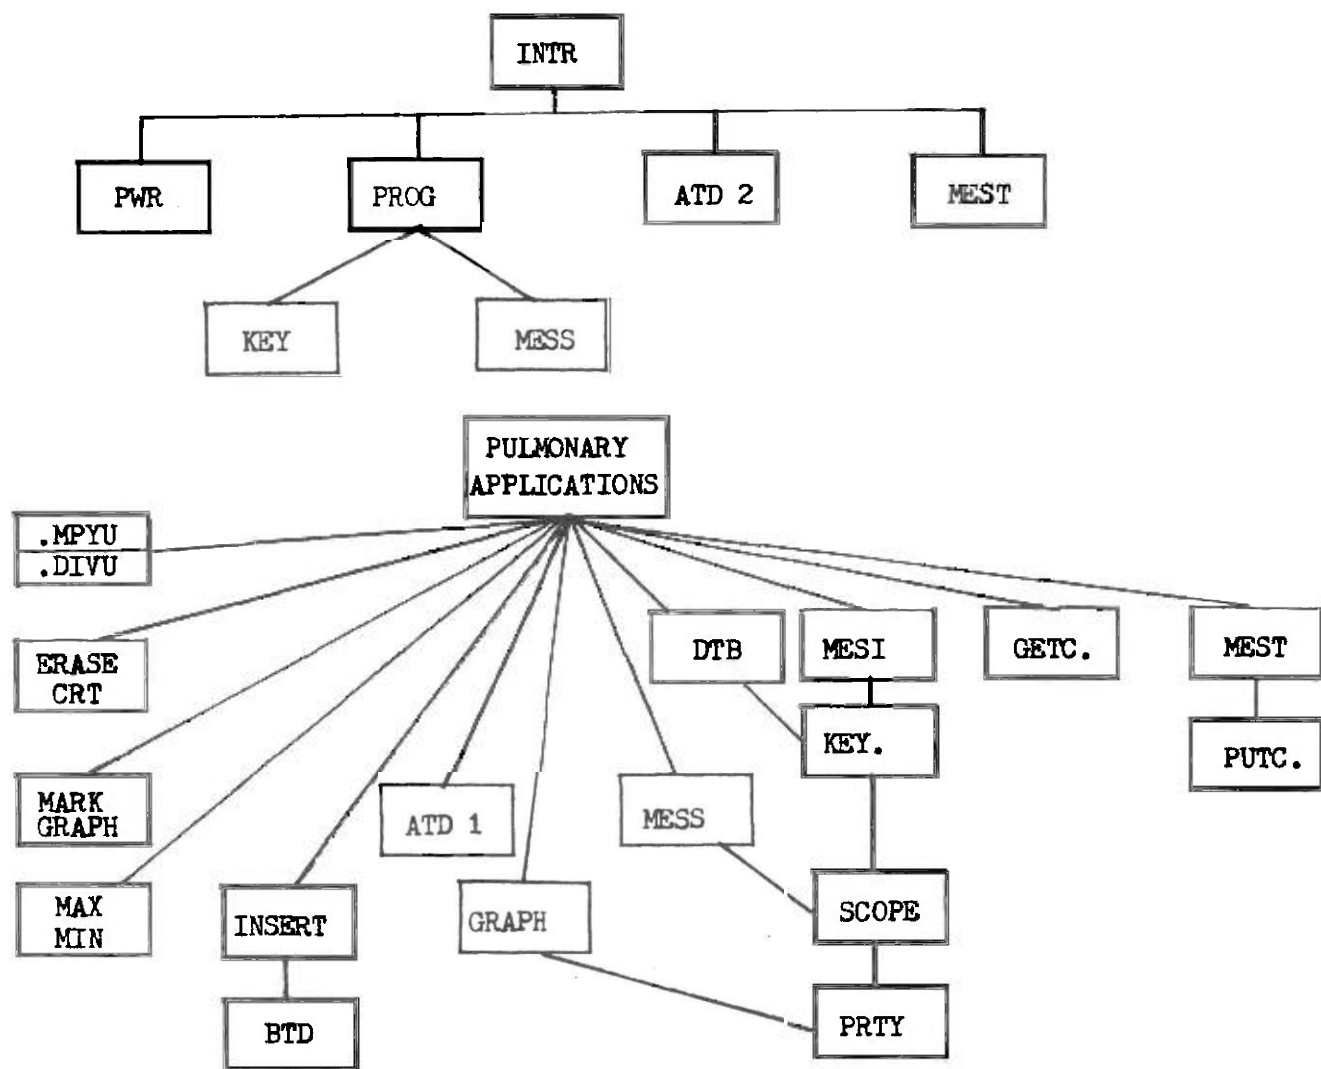 INTR
PWR
PROG
ATD 2
MEST
KEY
MESS
PULMONARY
APPLICATIONS
.MPYU
.DIVU
ERASE
CRT
DTB
MESI
GETC.
MEST
KEY.
PUTC.
MARK
GRAPH
ATD 1
MESS
MAX
MIN
INSERT
GRAPH
SCOPE
BTD
PRTY